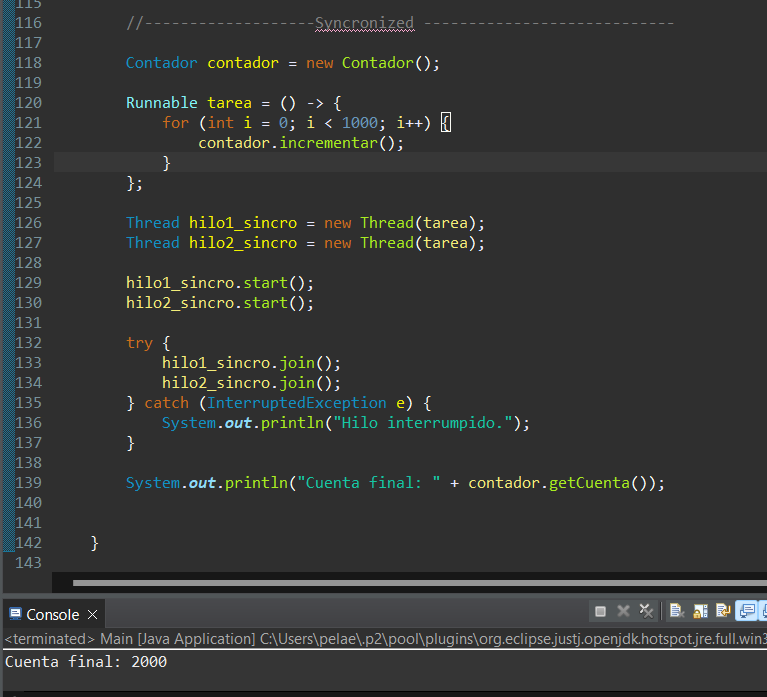 115
116 //-------------------Syncronized ----------------------------
117
118 Contador contador = new Contador();
119
120 Runnable tarea = () -> {
121 for (int i = 0; i < 1000; i++) {
122 contador.incrementar();
123 }
124 };
125
126 Thread hilo1_sincro = new Thread(tarea);
127 Thread hilo2_sincro = new Thread(tarea);
128
129 hilo1_sincro.start();
130 hilo2_sincro.start();
131
132 try {
133 hilo1_sincro.join();
134 hilo2_sincro.join();
135 } catch (InterruptedException e) {
136 System.out.println("Hilo interrumpido.");
137 }
138
139 System.out.println("Cuenta final: " + contador.getCuenta());
140
141
142 }
143
Console
<terminated> Main [Java Application] C:\Users\pelae\.p2\pool\plugins\org.eclipse.justj.openjdk.hotspot.jre.full.win3
Cuenta final: 2000